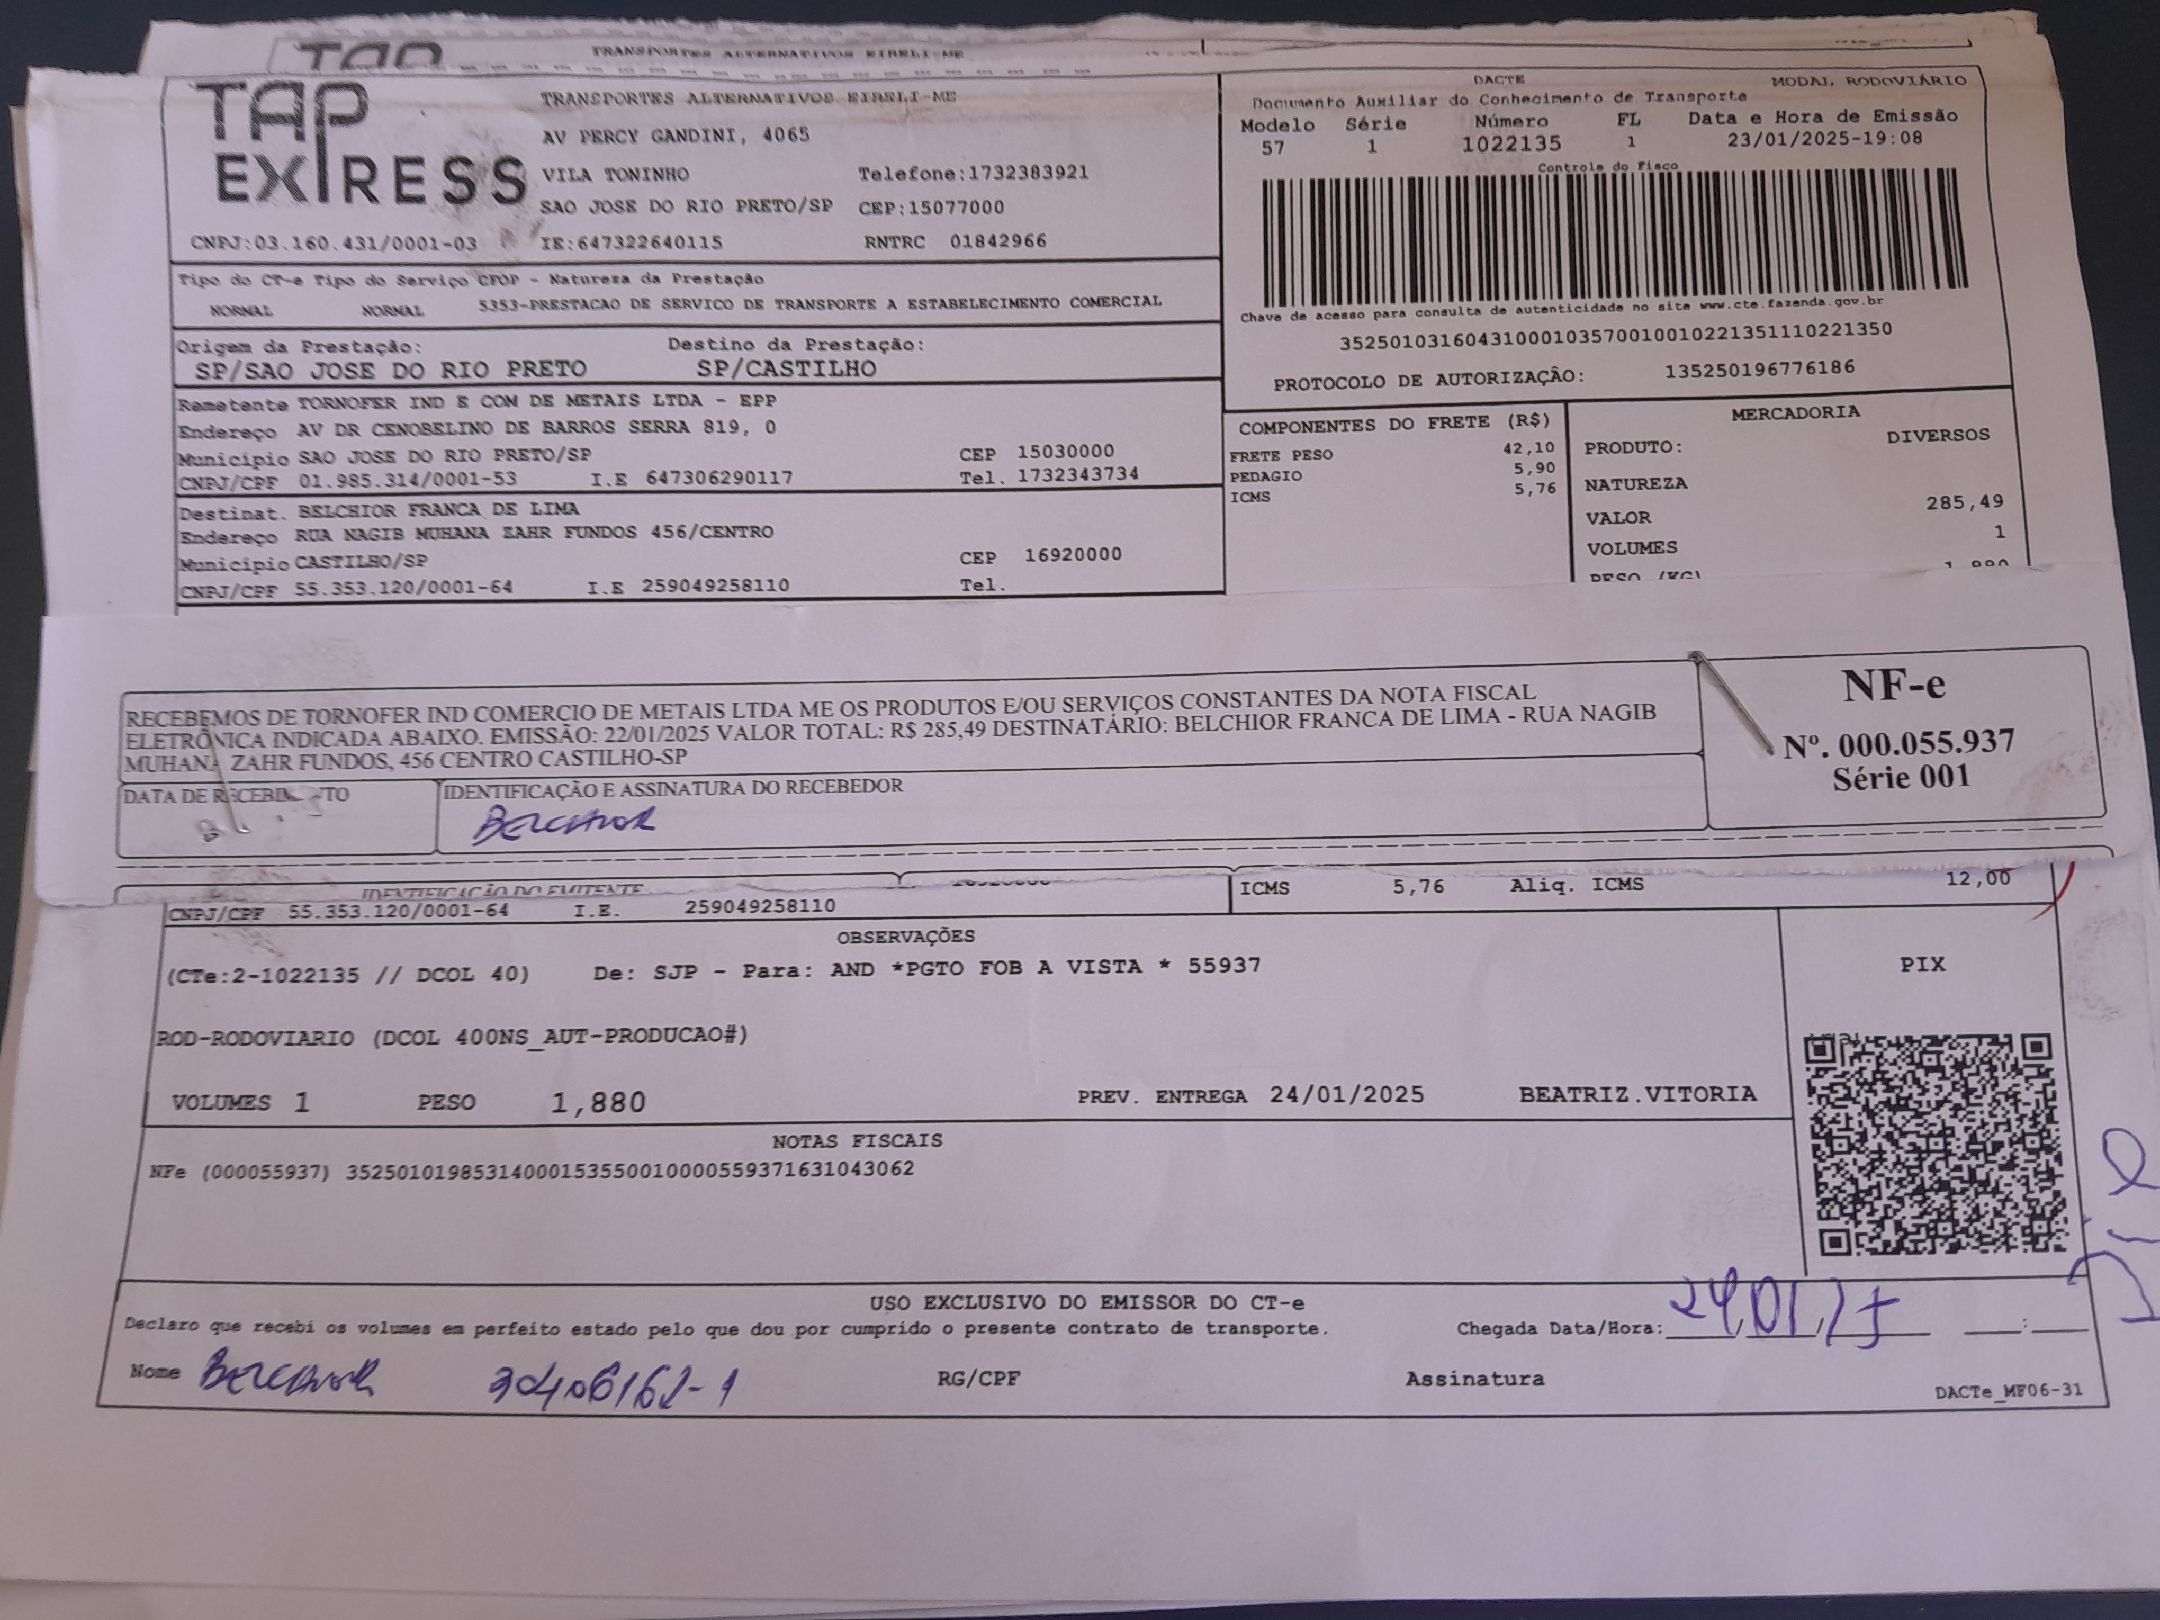 TAP TRANSPORTES ALTERNATIVOS EIRELI-ME
TAP EXPRESS
TRANSPORTES ALTERNATIVOS EIRELI-ME
AV PERCY GANDINI, 4065
VILA TONINHO Telefone:1732383921
SAO JOSE DO RIO PRETO/SP CEP:15077000
CNPJ:03.160.431/0001-03 IE:647322640115 RNTRC 01842966
DACTE MODAL RODOVIÁRIO
Documento Auxiliar do Conhecimento de Transporte
Modelo Série Número FL Data e Hora de Emissão
57 1 1022135 1 23/01/2025-19:08
Controle do Fisco
Chave de acesso para consulta de autenticidade no site www.cte.fazenda.gov.br
35250103160431000103570010010221351110221350
PROTOCOLO DE AUTORIZAÇÃO: 135250196776186
Tipo do CT-e Tipo do Serviço CFOP - Natureza da Prestação
NORMAL NORMAL 5353-PRESTACAO DE SERVICO DE TRANSPORTE A ESTABELECIMENTO COMERCIAL
Origem da Prestação: Destino da Prestação:
SP/SAO JOSE DO RIO PRETO SP/CASTILHO
Remetente TORNOFER IND E COM DE METAIS LTDA - EPP
Endereço AV DR CENOBELINO DE BARROS SERRA 819, 0
Município SAO JOSE DO RIO PRETO/SP CEP 15030000
CNPJ/CPF 01.985.314/0001-53 I.E 647306290117 Tel. 1732343734
Destinat. BELCHIOR FRANCA DE LIMA
Endereço RUA NAGIB MUHANA ZAHR FUNDOS 456/CENTRO
Município CASTILHO/SP CEP 16920000
CNPJ/CPF 55.353.120/0001-64 I.E 259049258110 Tel.
COMPONENTES DO FRETE (R$)
FRETE PESO 42,10
PEDAGIO 5,90
ICMS 5,76
MERCADORIA
PRODUTO: DIVERSOS
NATUREZA
VALOR 285,49
VOLUMES 1
PESO (KG) 1,880
RECEBEMOS DE TORNOFER IND COMERCIO DE METAIS LTDA ME OS PRODUTOS E/OU SERVIÇOS CONSTANTES DA NOTA FISCAL
ELETRÔNICA INDICADA ABAIXO. EMISSÃO: 22/01/2025 VALOR TOTAL: R$ 285,49 DESTINATÁRIO: BELCHIOR FRANCA DE LIMA - RUA NAGIB
MUHANA ZAHR FUNDOS, 456 CENTRO CASTILHO-SP
DATA DE RECEBIMENTO IDENTIFICAÇÃO E ASSINATURA DO RECEBEDOR
BELCHIOR
NF-e
Nº. 000.055.937
Série 001
IDENTIFICAÇÃO DO EMITENTE
ICMS 5,76 Aliq. ICMS 12,00
CNPJ/CPF 55.353.120/0001-64 I.E. 259049258110
OBSERVAÇÕES
(CTe:2-1022135 // DCOL 40) De: SJP - Para: AND *PGTO FOB A VISTA * 55937
ROD-RODOVIARIO (DCOL 400NS_AUT-PRODUCAO#)
VOLUMES 1 PESO 1,880 PREV. ENTREGA 24/01/2025 BEATRIZ.VITORIA
PIX
NOTAS FISCAIS
NFe (000055937) 35250101985314000153550010000559371631043062
USO EXCLUSIVO DO EMISSOR DO CT-e
Declaro que recebi os volumes em perfeito estado pelo que dou por cumprido o presente contrato de transporte. Chegada Data/Hora: 24/01/25 :
Nome BELCHIOR RG/CPF Assinatura
DACTe_MF06-31